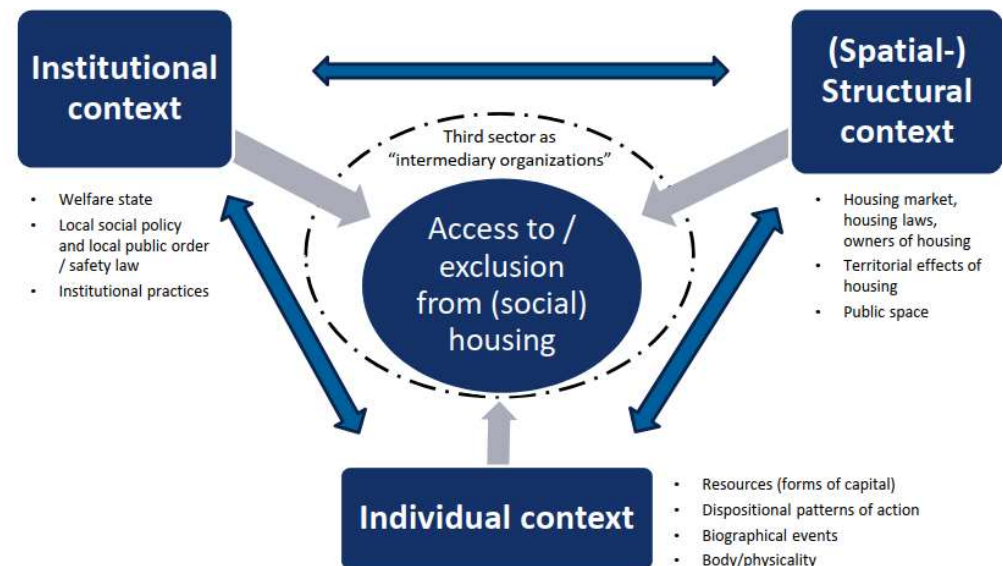 Institutional
context
(Spatial-)
Structural
context
Third sector as
“intermediary organizations”
Access to /
exclusion
from (social)
housing
• Welfare state
• Local social policy
and local public order
/ safety law
• Institutional practices
• Housing market,
housing laws,
owners of housing
• Territorial effects of
housing
• Public space
Individual context
• Resources (forms of capital)
• Dispositional patterns of action
• Biographical events
• Body/physicality